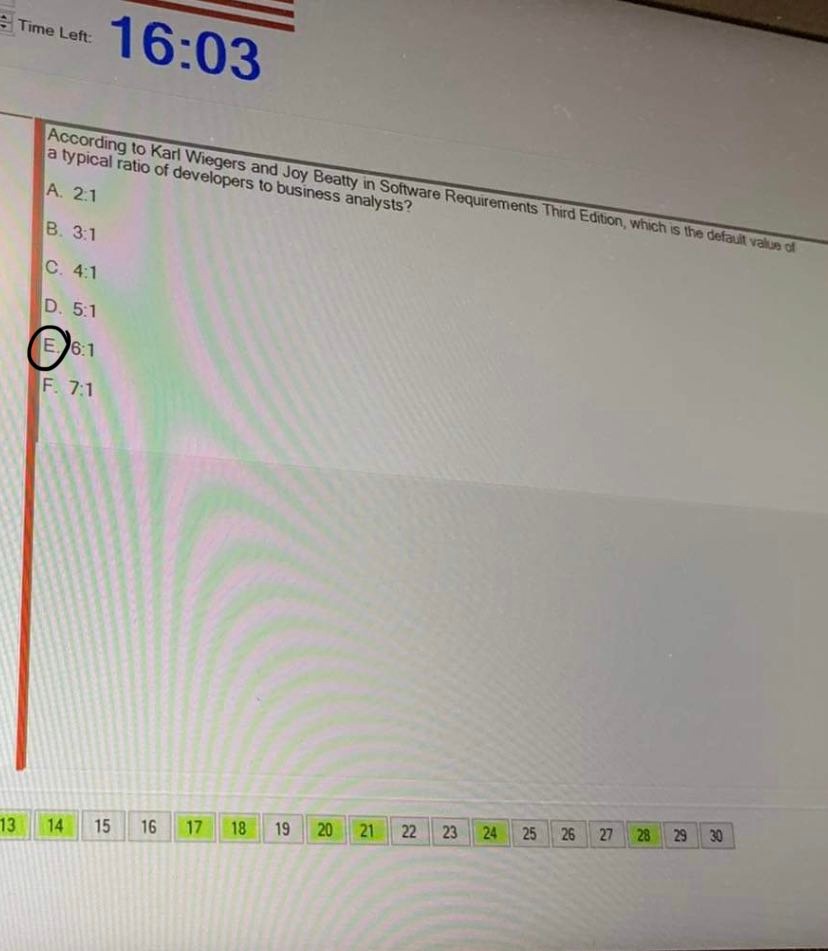 Time Left: 16:03
According to Karl Wiegers and Joy Beatty in Software Requirements Third Edition, which is the default value of
a typical ratio of developers to business analysts?
A. 2:1
B. 3:1
C. 4:1
D. 5:1
E. 6:1
F. 7:1
13 14 15 16 17 18 19 20 21 22 23 24 25 26 27 28 29 30